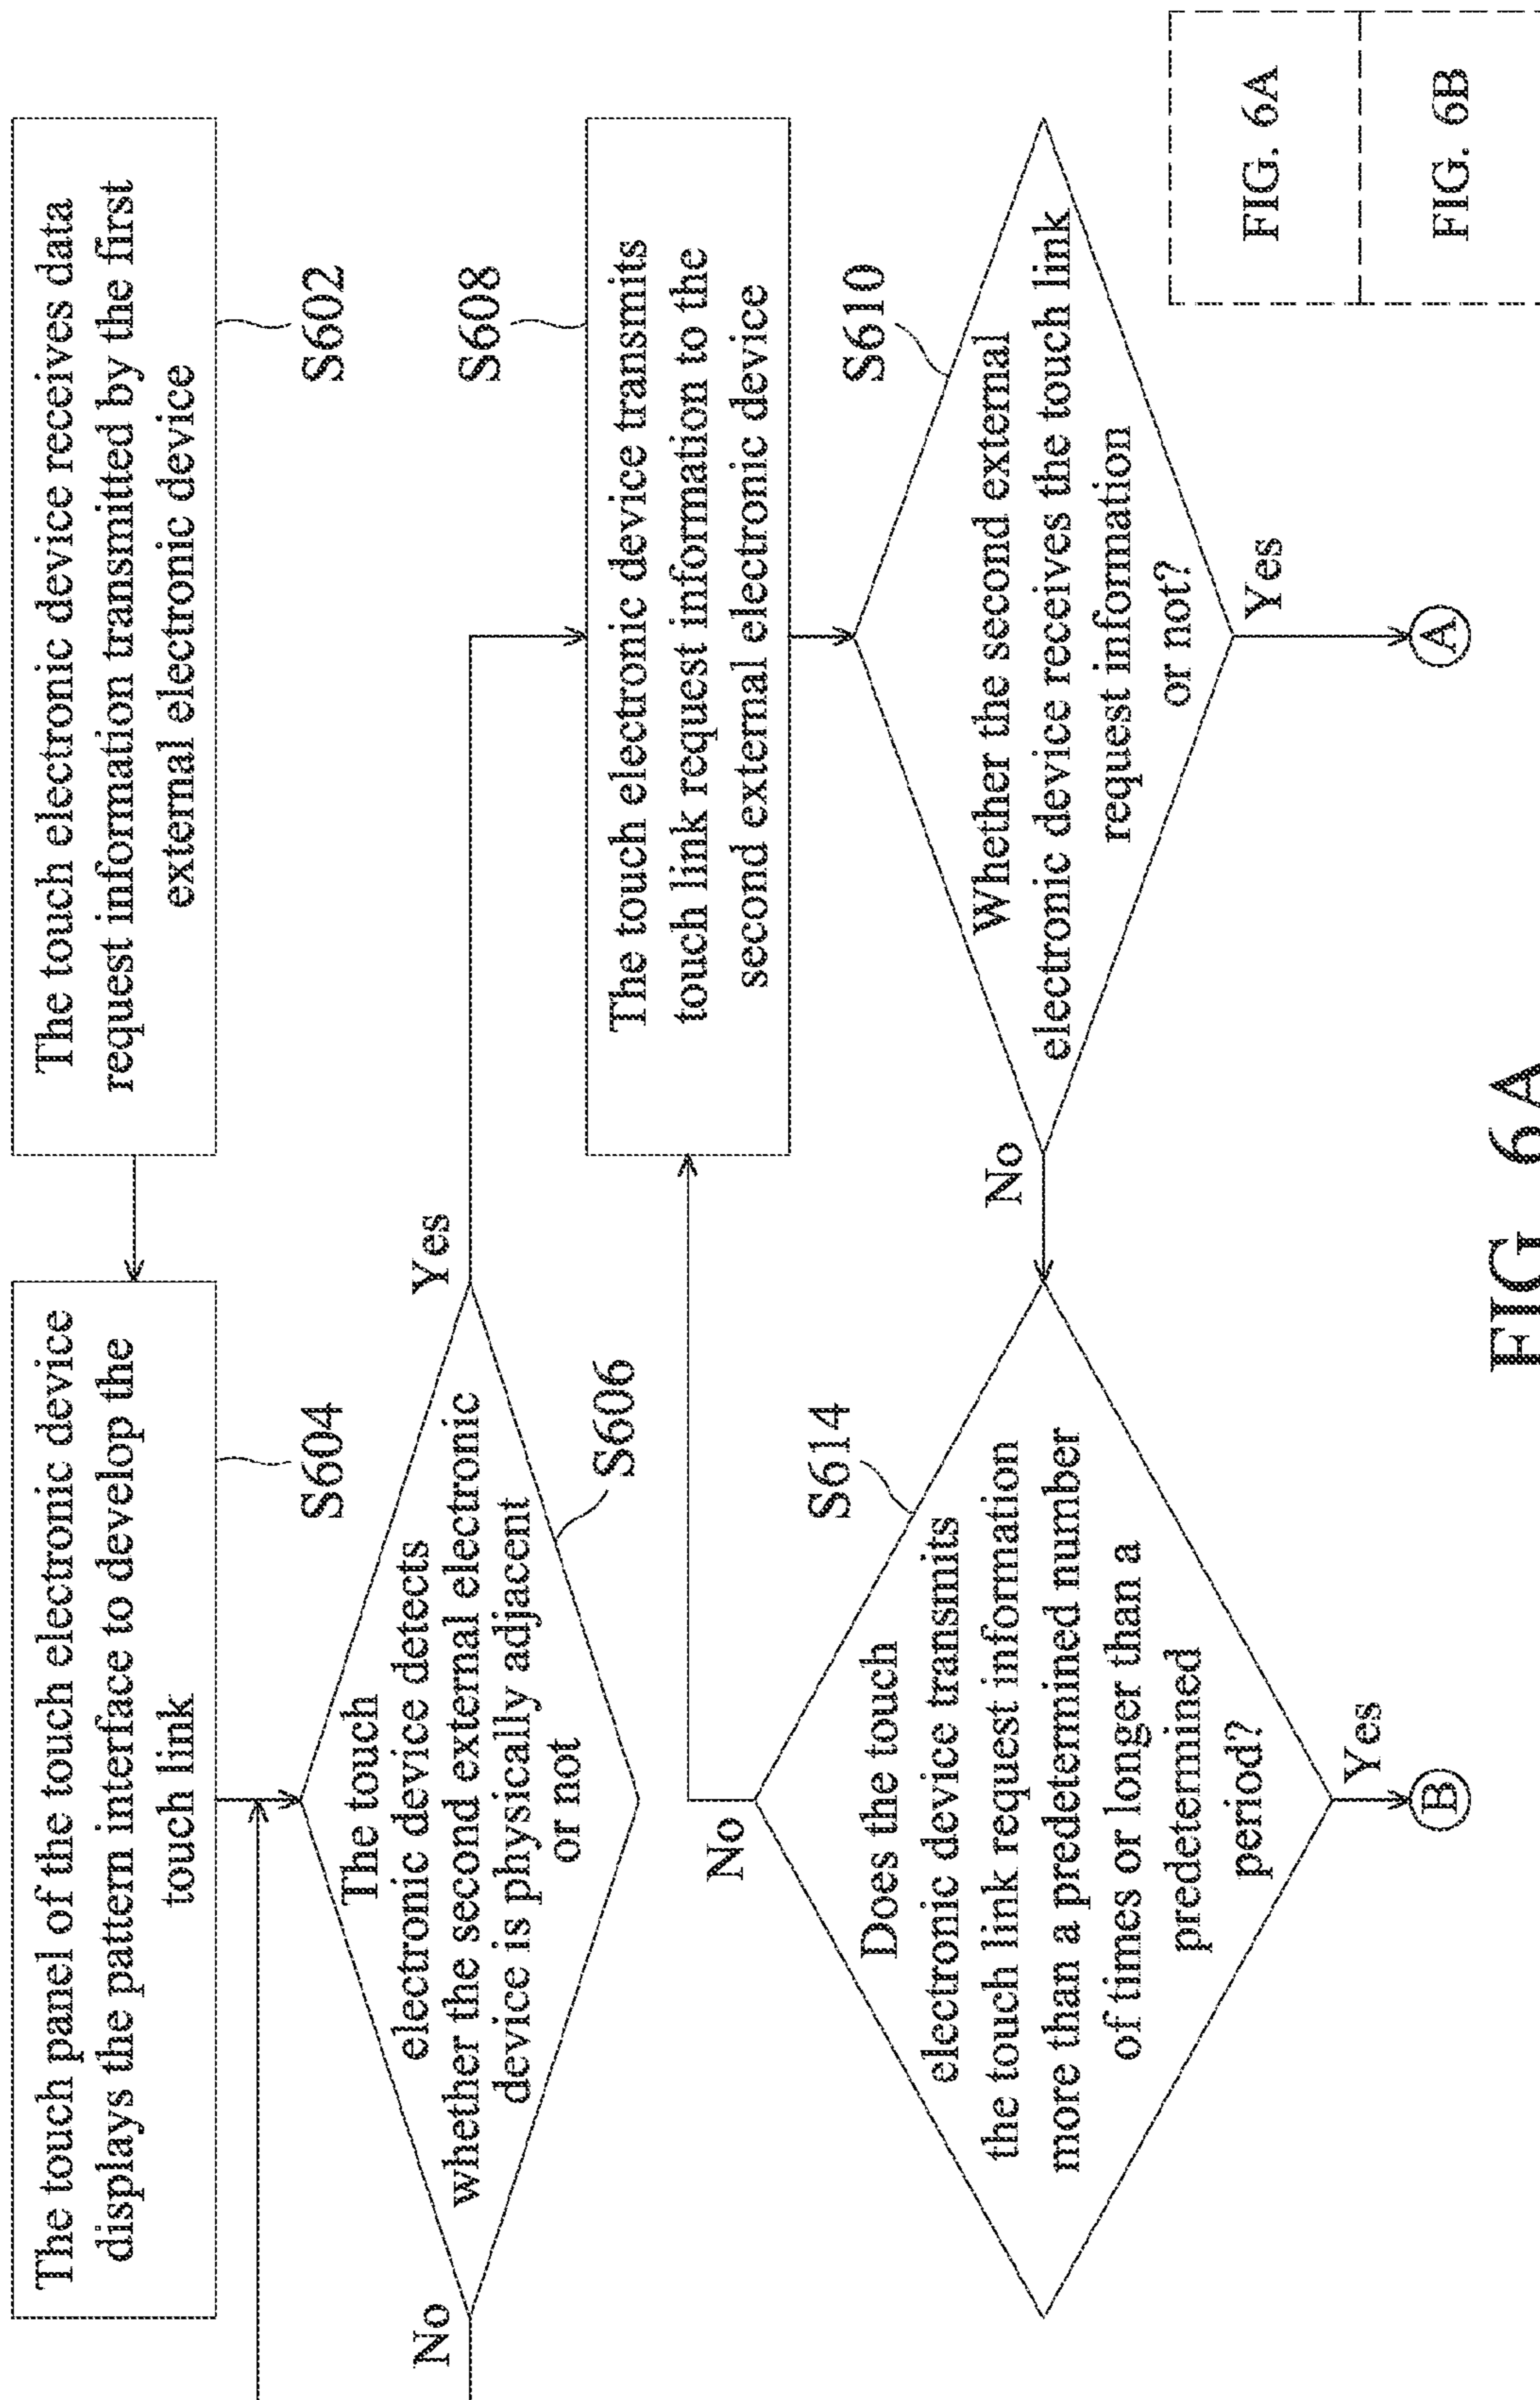 The touch electronic device receives data
request information transmitted by the first
external electronic device
S602
The touch panel of the touch electronic device
displays the pattern interface to develop the
touch link
S604
The touch
electronic device detects
whether the second external electronic
device is physically adjacent
or not
S606
No
Yes
S608
The touch electronic device transmits
touch link request information to the
second external electronic device
S610
Whether the second external
electronic device receives the touch link
request information
or not?
Yes
A
No
S614
Does the touch
electronic device transmits
the touch link request information
more than a predetermined number
of times or longer than a
predetermined
period?
No
Yes
B
FIG. 6A
FIG. 6B
FIG. 6A